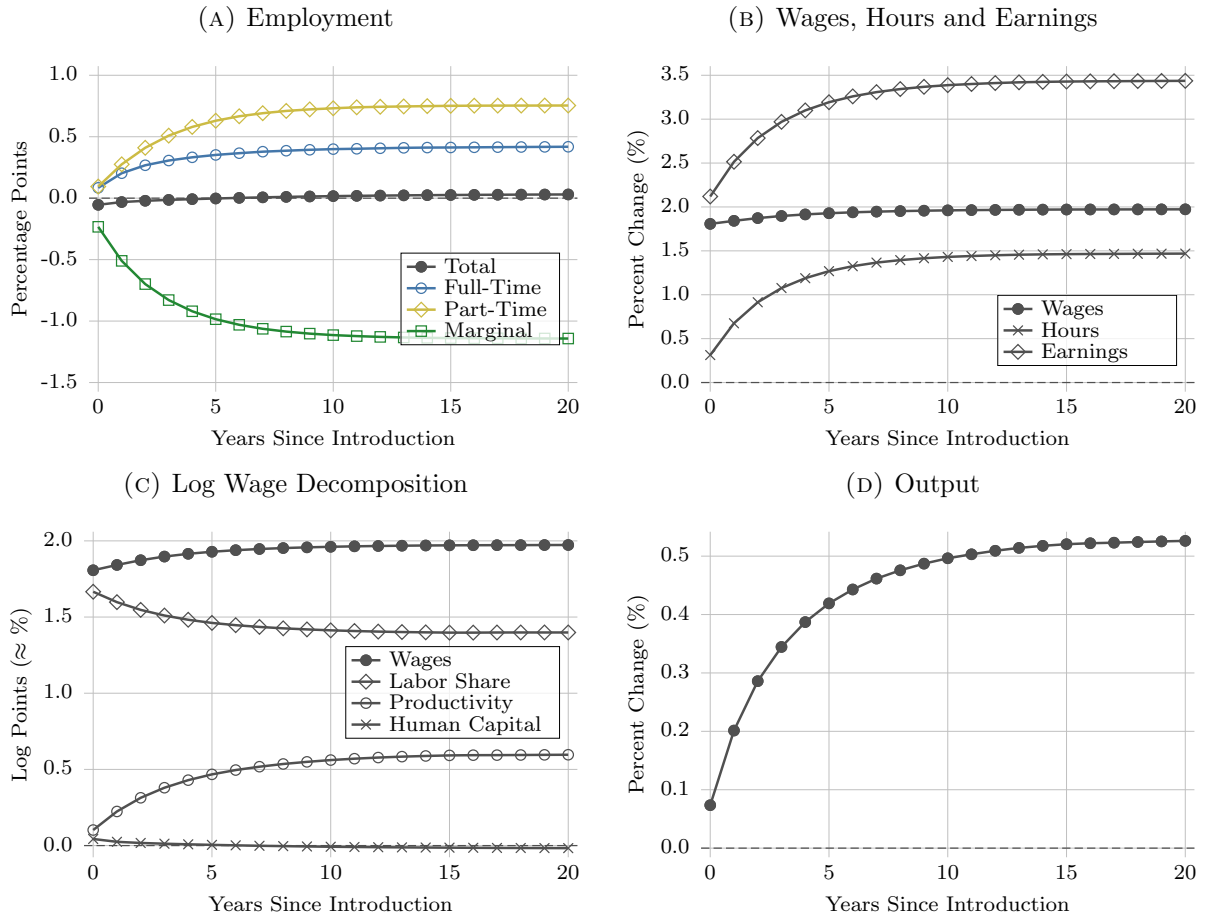 (A) Employment
1.0
0.5
0.0
-0.5
-1.0
-1.5
Percentage Points
Total
Full-Time
Part-Time
Marginal
0 5 10 15 20
Years Since Introduction
(B) Wages, Hours and Earnings
3.5
3.0
2.5
2.0
1.5
1.0
0.5
0.0
Percent Change (%)
Wages
Hours
Earnings
0 5 10 15 20
Years Since Introduction
(C) Log Wage Decomposition
2.0
1.5
1.0
0.5
0.0
Log Points (≈ %)
Wages
Labor Share
Productivity
Human Capital
0 5 10 15 20
Years Since Introduction
(D) Output
0.5
0.4
0.3
0.2
0.1
0.0
Percent Change (%)
0 5 10 15 20
Years Since Introduction